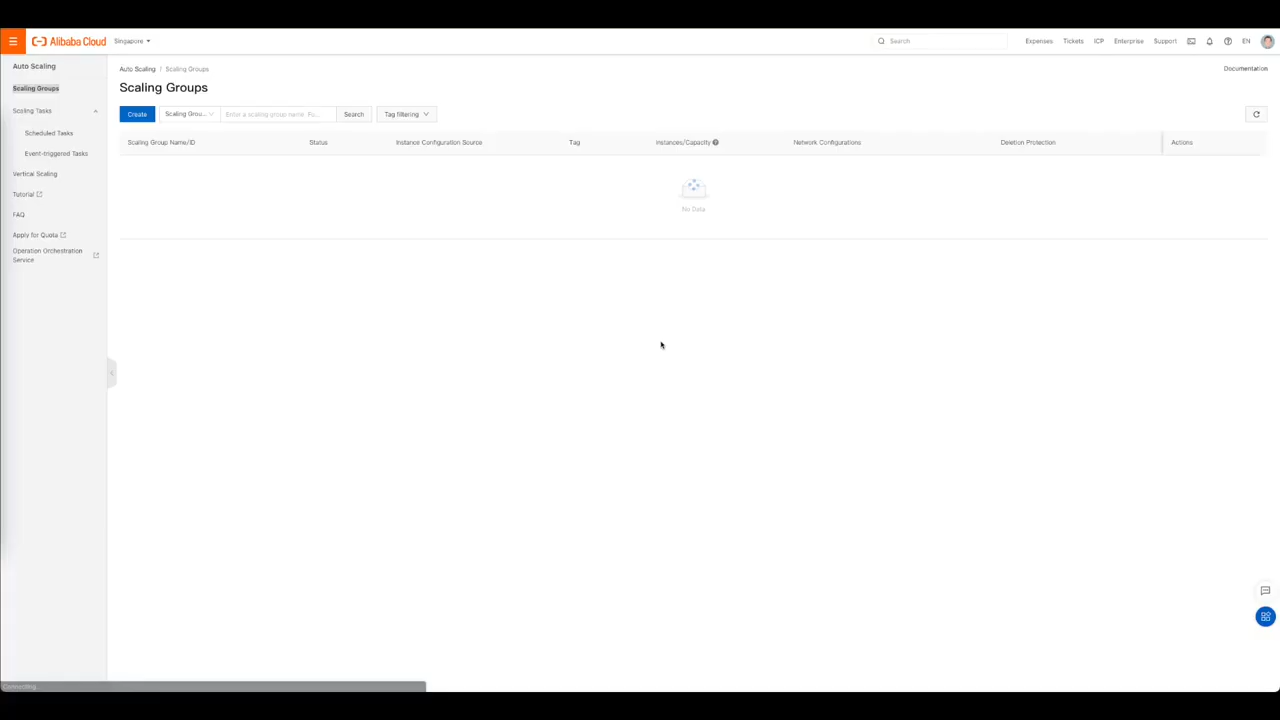 Alibaba Cloud
Singapore
Search
Expenses
Tickets
ICP
Enterprise
Support
EN
Auto Scaling
Scaling Groups
Scaling Tasks
Scheduled Tasks
Event-triggered Tasks
Vertical Scaling
Tutorial
FAQ
Apply for Quota
Operation Orchestration
Service
Auto Scaling / Scaling Groups
Documentation
Scaling Groups
Create
Scaling Grou...
Enter a scaling group name. Fu...
Search
Tag filtering
Scaling Group Name/ID
Status
Instance Configuration Source
Tag
Instances/Capacity
Network Configurations
Deletion Protection
Actions
No Data
Connecting...